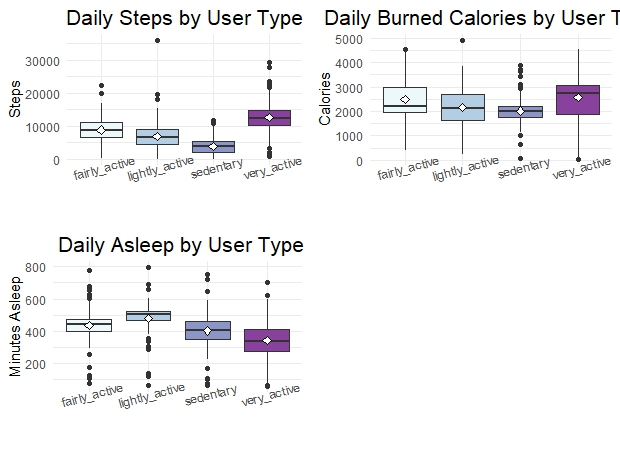 Daily Steps by User Type
Steps
30000
20000
10000
0
fairly_active
lightly_active
sedentary
very_active
Daily Burned Calories by User T
Calories
5000
4000
3000
2000
1000
0
fairly_active
lightly_active
sedentary
very_active
Daily Asleep by User Type
Minutes Asleep
800
600
400
200
fairly_active
lightly_active
sedentary
very_active